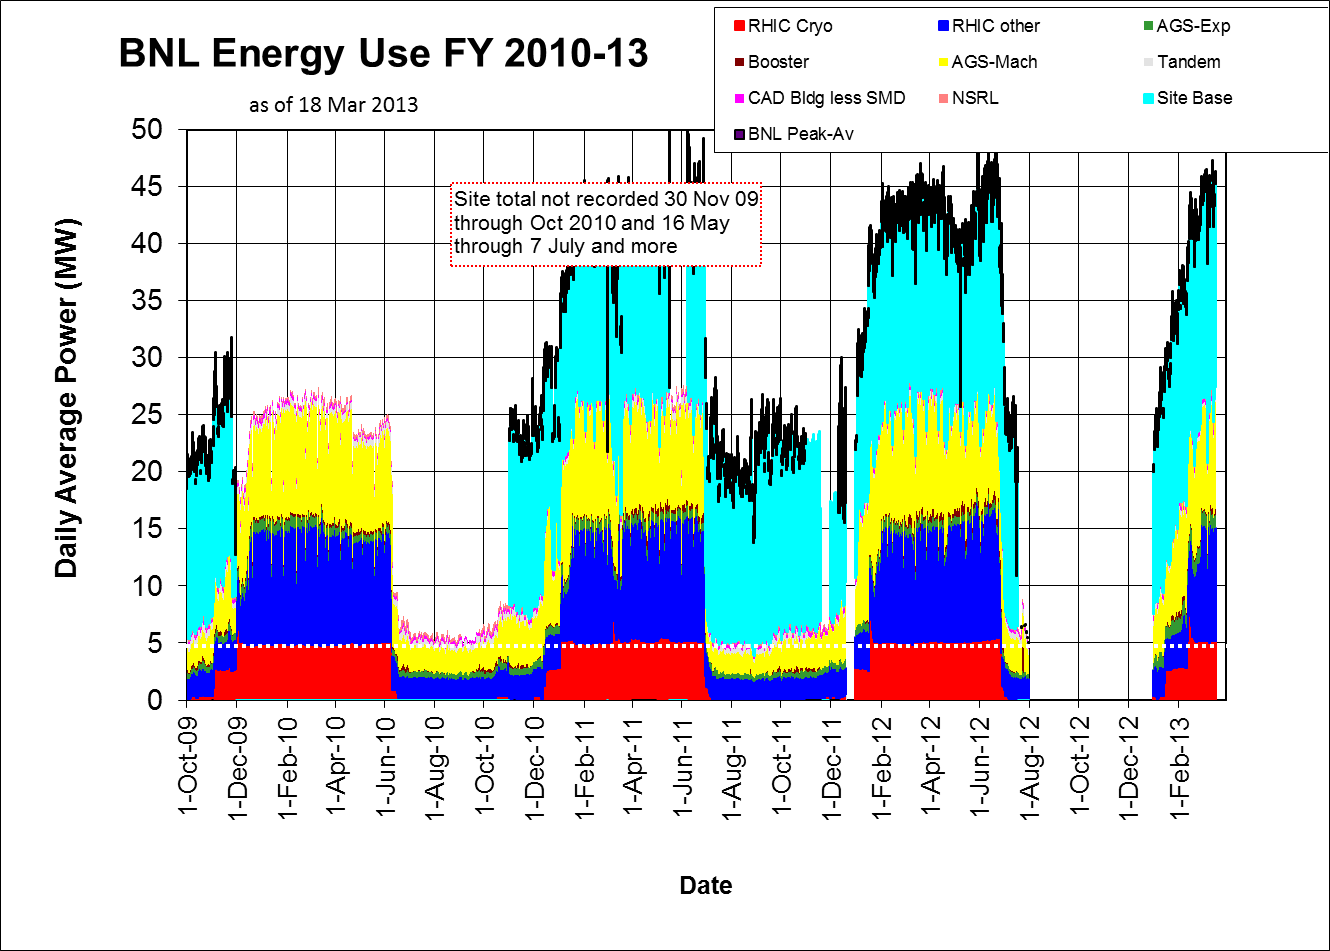 BNL Energy Use FY 2010-13
as of 18 Mar 2013
RHIC Cryo
RHIC other
AGS-Exp
Booster
AGS-Mach
Tandem
CAD Bldg less SMD
NSRL
Site Base
BNL Peak-Av
Site total not recorded 30 Nov 09
through Oct 2010 and 16 May
through 7 July and more
Daily Average Power (MW)
50
45
40
35
30
25
20
15
10
5
0
1-Oct-09
1-Dec-09
1-Feb-10
1-Apr-10
1-Jun-10
1-Aug-10
1-Oct-10
1-Dec-10
1-Feb-11
1-Apr-11
1-Jun-11
1-Aug-11
1-Oct-11
1-Dec-11
1-Feb-12
1-Apr-12
1-Jun-12
1-Aug-12
1-Oct-12
1-Dec-12
1-Feb-13
Date